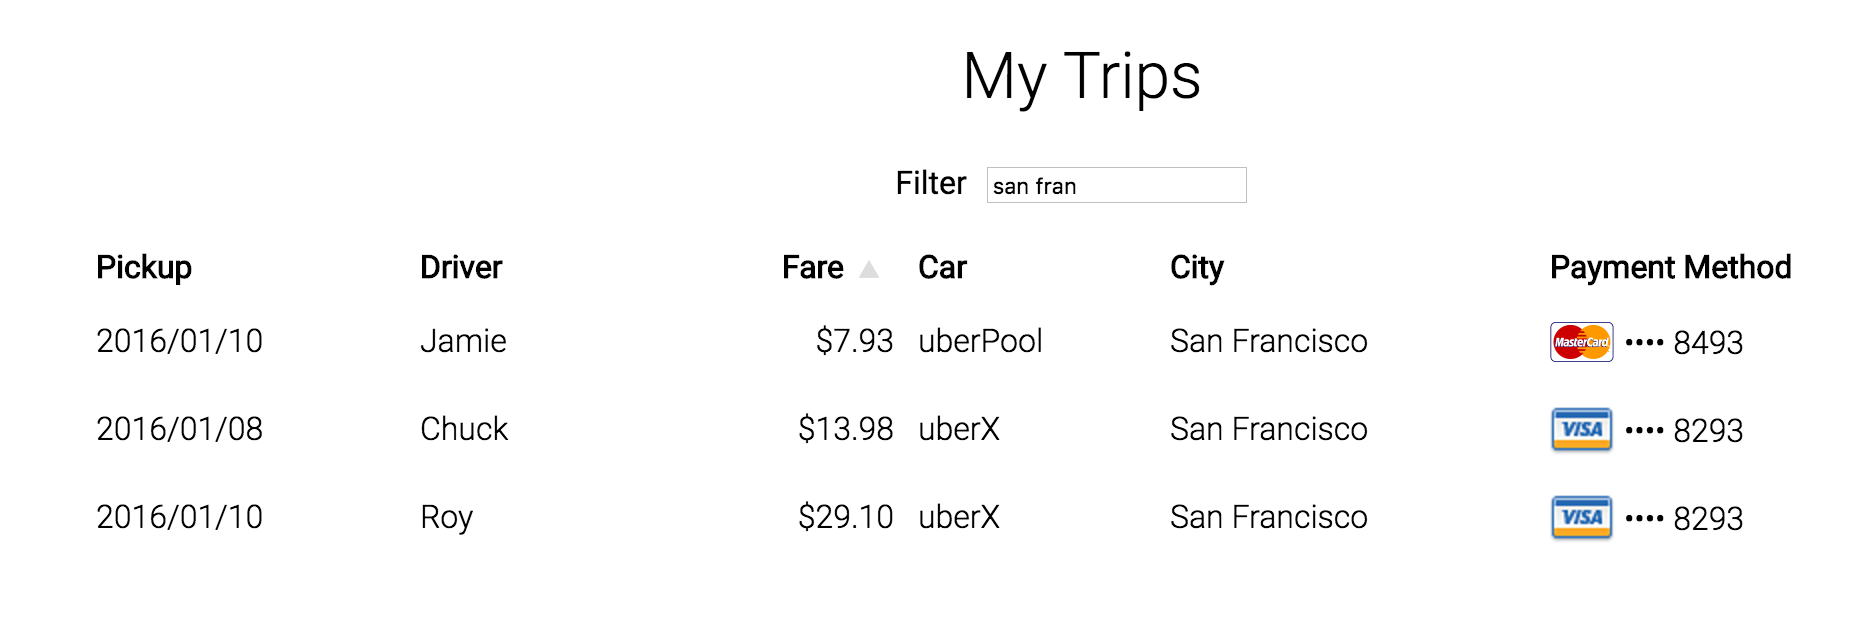 My Trips
Filter san fran
Pickup Driver Fare ▲ Car City Payment Method
2016/01/10 Jamie $7.93 uberPool San Francisco MasterCard •••• 8493
2016/01/08 Chuck $13.98 uberX San Francisco VISA •••• 8293
2016/01/10 Roy $29.10 uberX San Francisco VISA •••• 8293